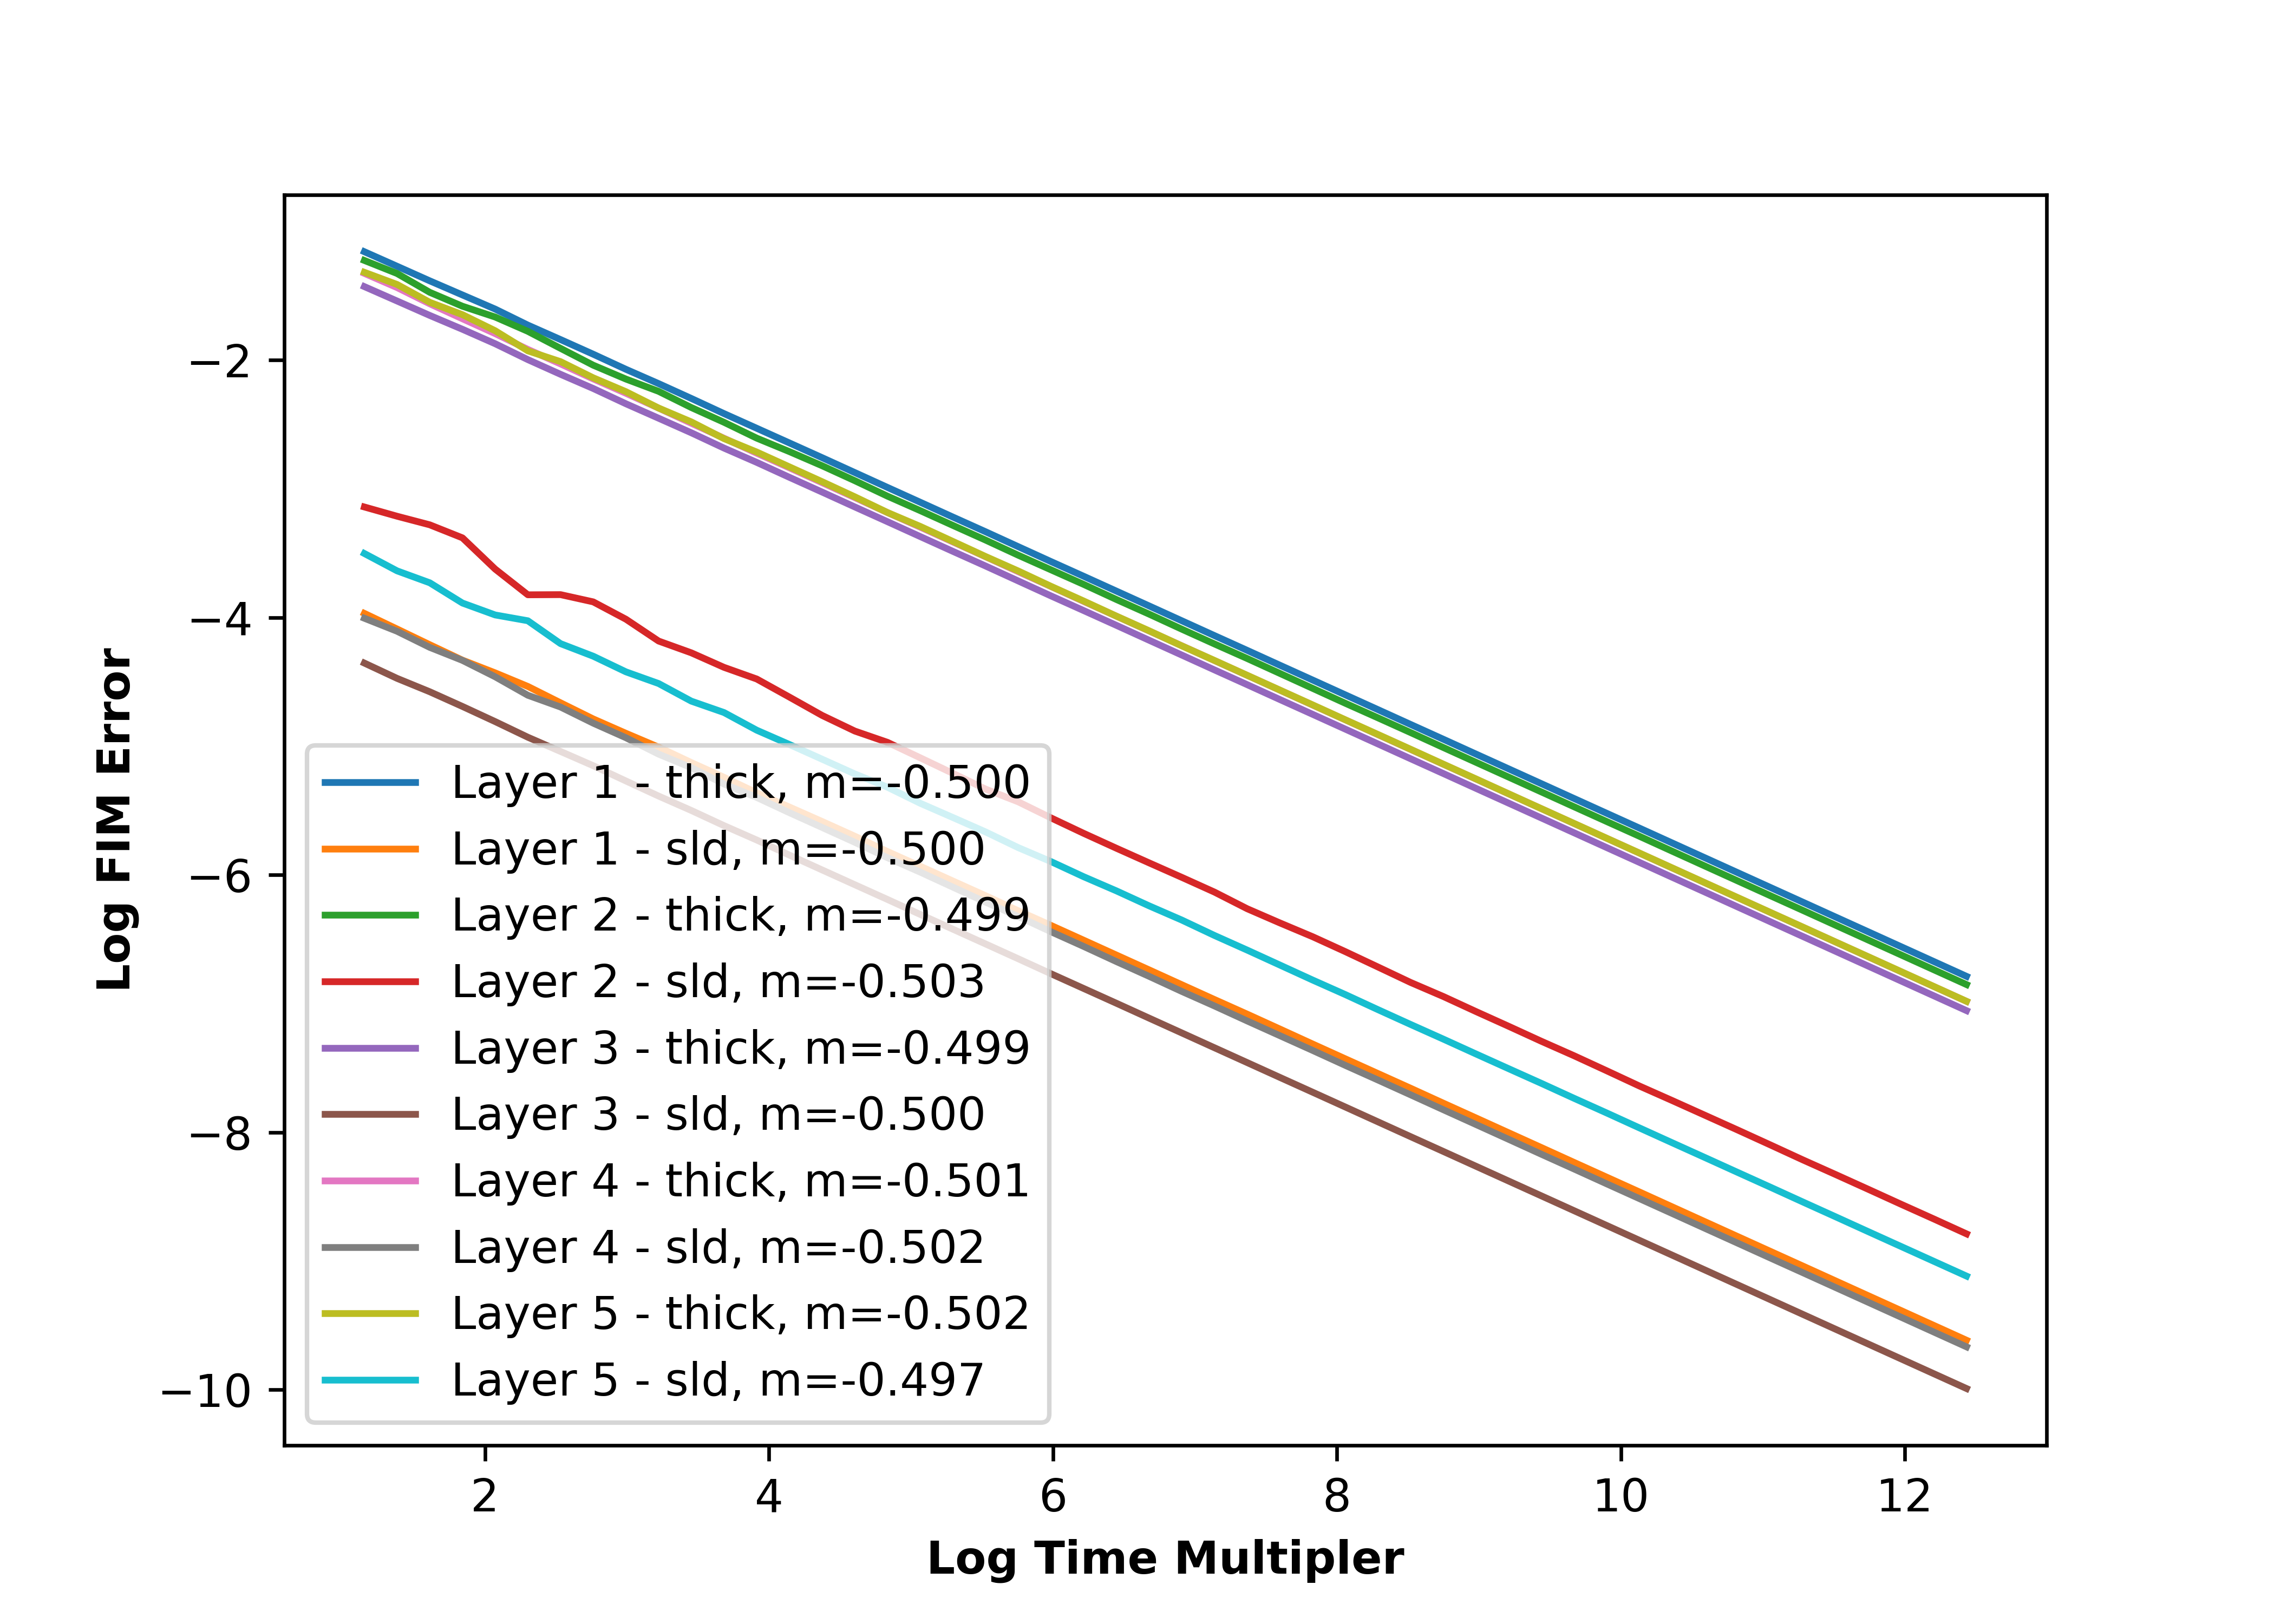 −2
−4
−6
−8
−10
Log FIM Error
Layer 1 - thick, m=-0.500
Layer 1 - sld, m=-0.500
Layer 2 - thick, m=-0.499
Layer 2 - sld, m=-0.503
Layer 3 - thick, m=-0.499
Layer 3 - sld, m=-0.500
Layer 4 - thick, m=-0.501
Layer 4 - sld, m=-0.502
Layer 5 - thick, m=-0.502
Layer 5 - sld, m=-0.497
2 4 6 8 10 12
Log Time Multipler